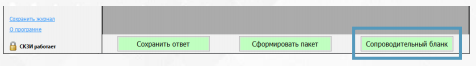 Сохранить журнал
О программе
СКЗИ работает
Сохранить ответ
Сформировать пакет
Сопроводительный бланк